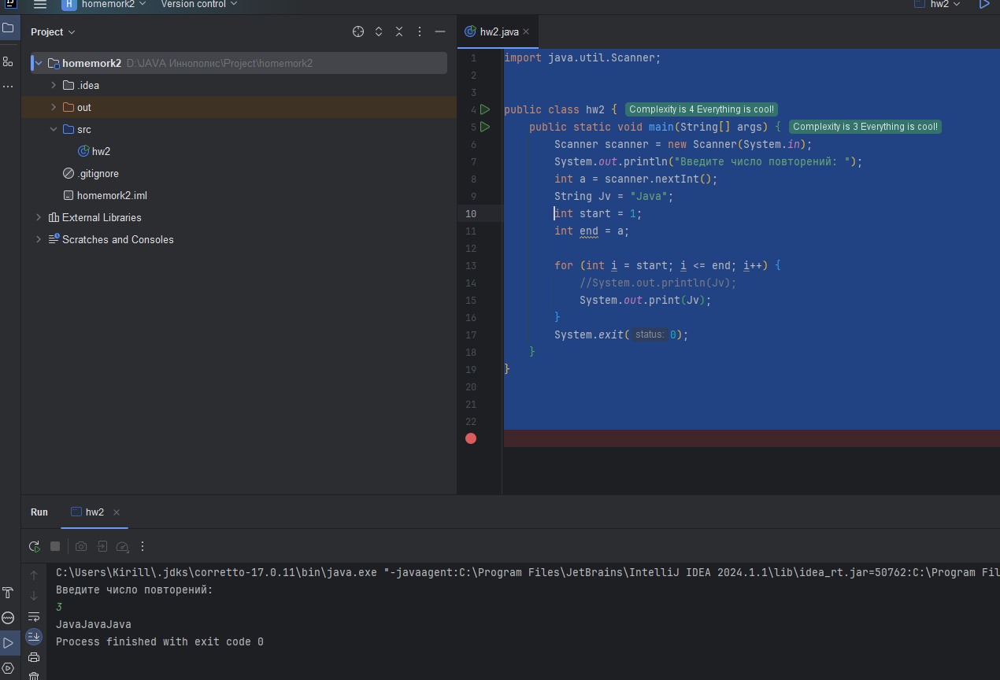 H homemork2 Version control hw2
Project
hw2.java
homemork2 D:\JAVA Иннополис\Project\homemork2
.idea
out
src
hw2
.gitignore
homemork2.iml
External Libraries
Scratches and Consoles
1 import java.util.Scanner;
2
3
4 public class hw2 { Complexity is 4 Everything is cool!
5 public static void main(String[] args) { Complexity is 3 Everything is cool!
6 Scanner scanner = new Scanner(System.in);
7 System.out.println("Введите число повторений: ");
8 int a = scanner.nextInt();
9 String Jv = "Java";
10 int start = 1;
11 int end = a;
12
13 for (int i = start; i <= end; i++) {
14 //System.out.println(Jv);
15 System.out.print(Jv);
16 }
17 System.exit( status: 0);
18 }
19 }
20
21
22
Run hw2
C:\Users\Kirill\.jdks\corretto-17.0.11\bin\java.exe "-javaagent:C:\Program Files\JetBrains\IntelliJ IDEA 2024.1.1\lib\idea_rt.jar=50762:C:\Program Fil
Введите число повторений:
3
JavaJavaJava
Process finished with exit code 0